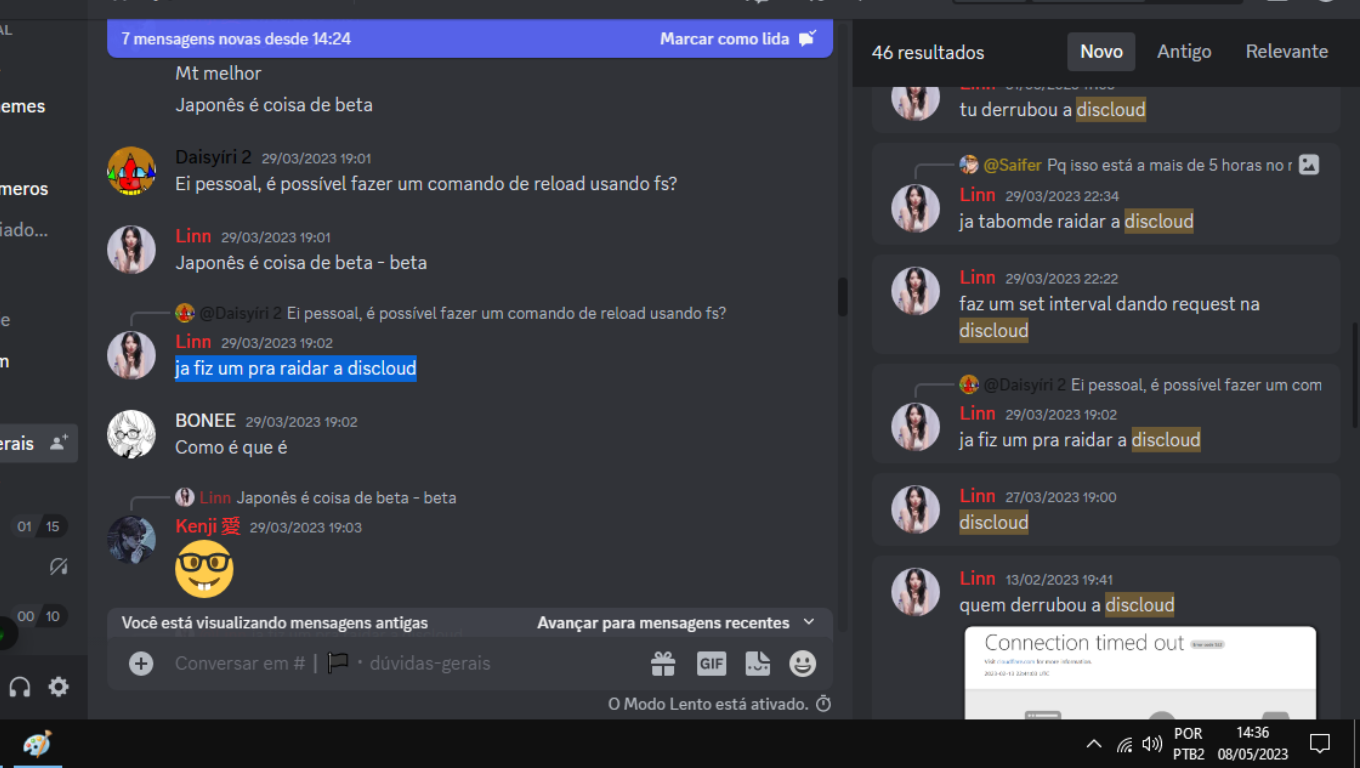 AL
7 mensagens novas desde 14:24
Marcar como lida
Mt melhor
Japonês é coisa de beta
Daisyíri 2 29/03/2023 19:01
Ei pessoal, é possível fazer um comando de reload usando fs?
Linn 29/03/2023 19:01
Japonês é coisa de beta - beta
@Daisyíri 2 Ei pessoal, é possível fazer um comando de reload usando fs?
Linn 29/03/2023 19:02
ja fiz um pra raidar a discloud
BONEE 29/03/2023 19:02
Como é que é
Linn Japonês é coisa de beta - beta
Kenji 愛 29/03/2023 19:03
Você está visualizando mensagens antigas
Avançar para mensagens recentes
Conversar em # | · dúvidas-gerais
GIF
O Modo Lento está ativado.
emes
meros
iado...
e
m
erais
01 15
00 10
46 resultados
Novo
Antigo
Relevante
tu derrubou a discloud
@Saifer Pq isso está a mais de 5 horas no r
Linn 29/03/2023 22:34
ja tabomde raidar a discloud
Linn 29/03/2023 22:22
faz um set interval dando request na
discloud
@Daisyíri 2 Ei pessoal, é possível fazer um com
Linn 29/03/2023 19:02
ja fiz um pra raidar a discloud
Linn 27/03/2023 19:00
discloud
Linn 13/02/2023 19:41
quem derrubou a discloud
Connection timed out
Visit cloudflare.com for more information.
POR
PTB2
14:36
08/05/2023